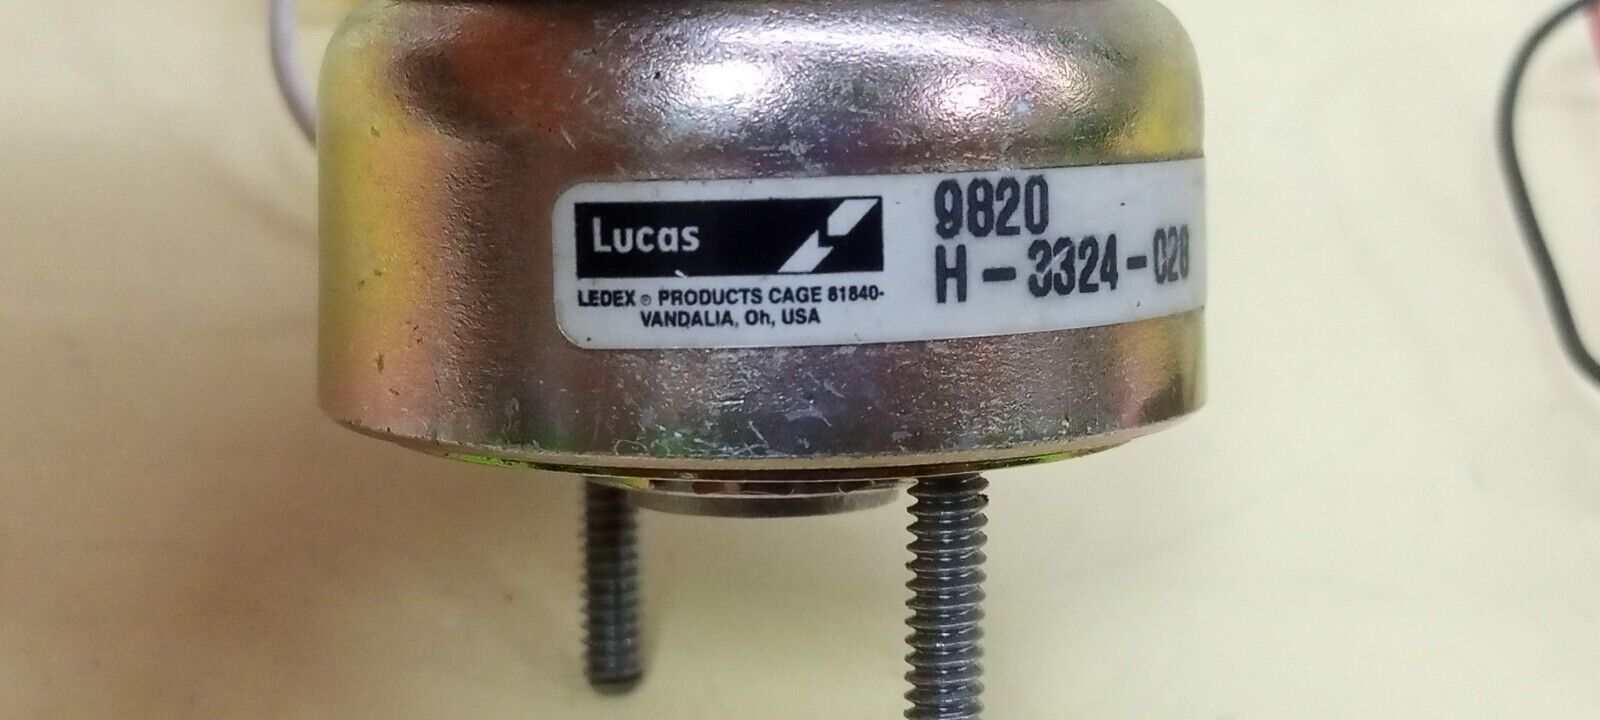 Lucas
LEDEX ® PRODUCTS CAGE 81840-
VANDALIA, Oh, USA
9820
H-3324-028